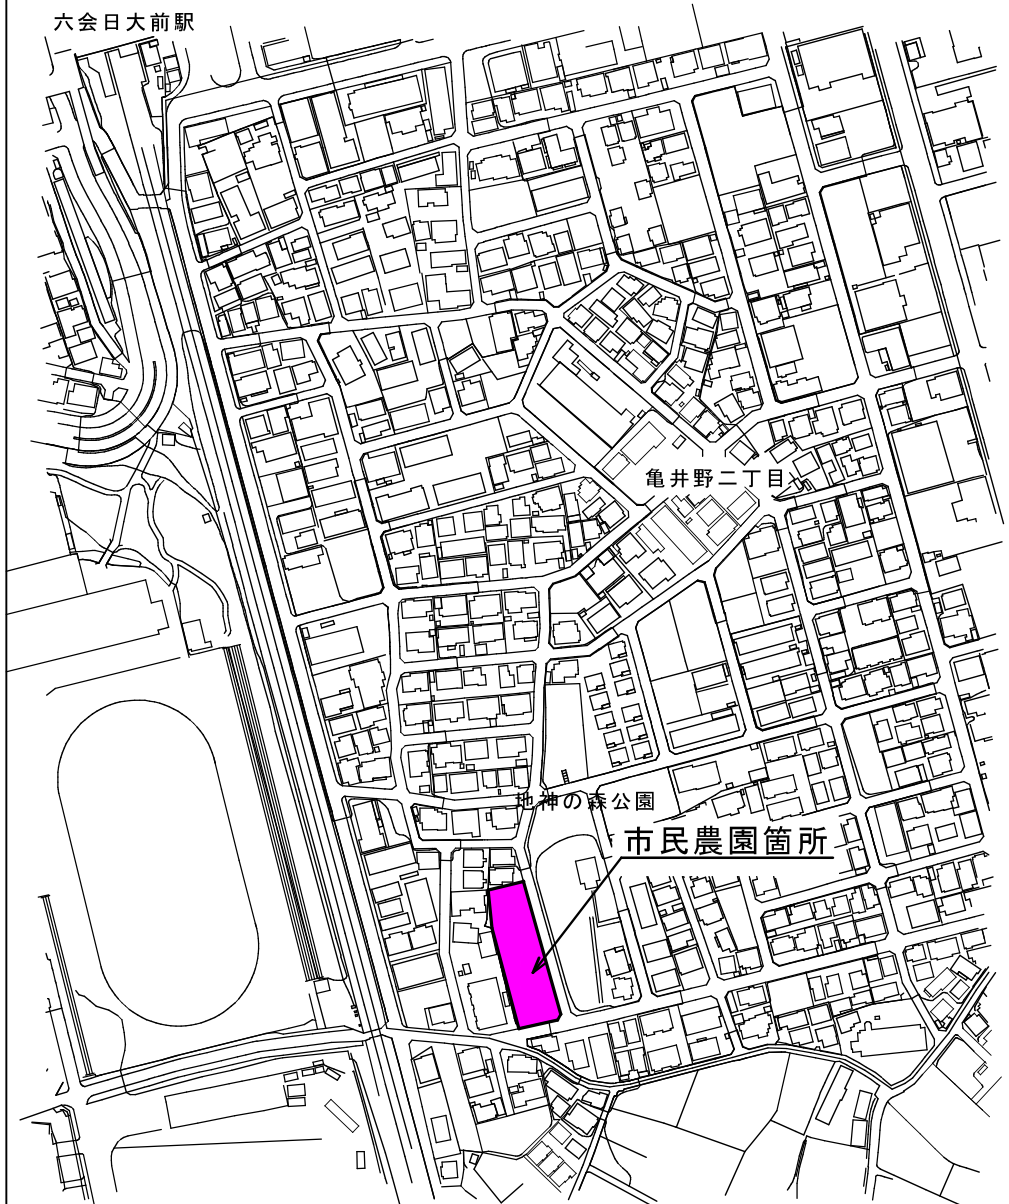 六会日大前駅
亀井野二丁目
地神の森公園
市民農園箇所